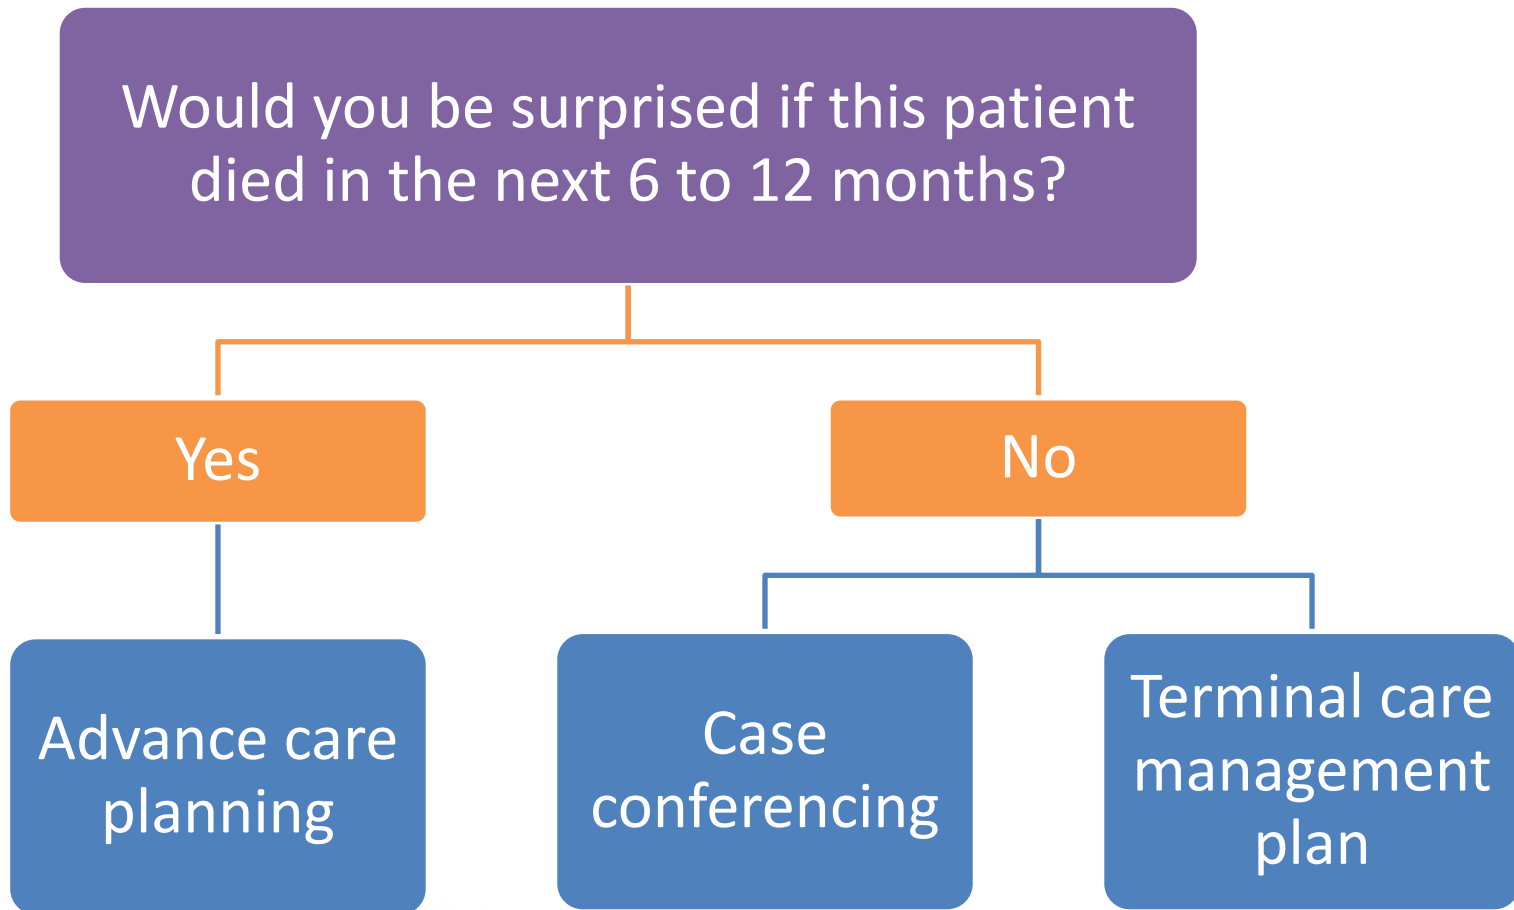 Would you be surprised if this patient
died in the next 6 to 12 months?
Yes
No
Advance care
planning
Case
conferencing
Terminal care
management
plan